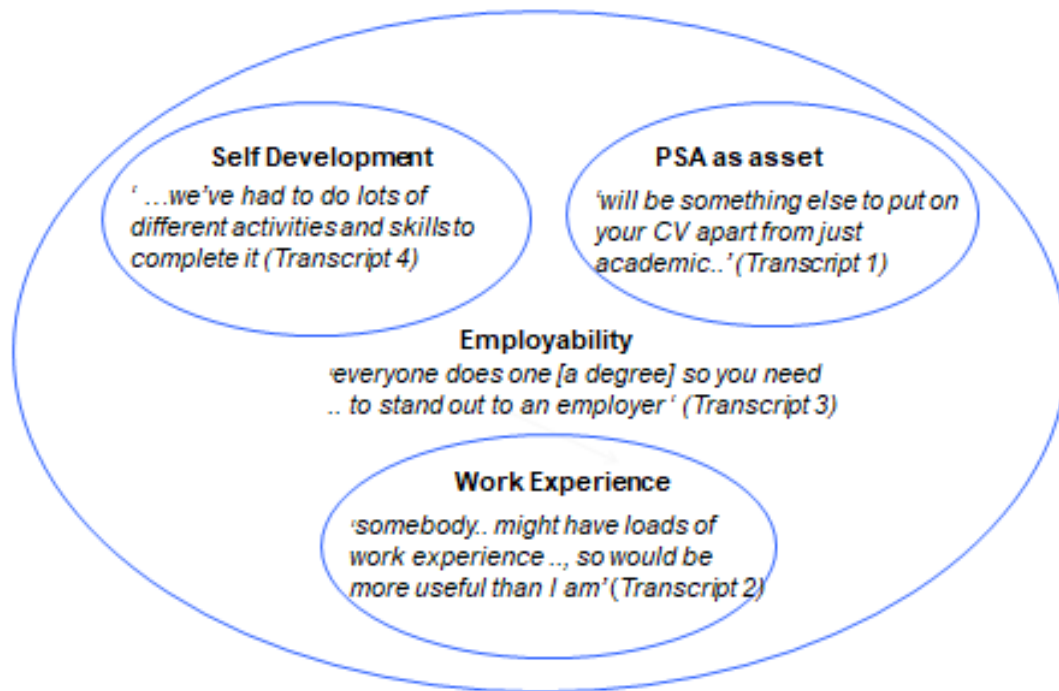 Self Development
‘ …we’ve had to do lots of
different activities and skills to
complete it (Transcript 4)
PSA as asset
‘will be something else to put on
your CV apart from just
academic..’ (Transcript 1)
Employability
‘everyone does one [a degree] so you need
.. to stand out to an employer ‘ (Transcript 3)
Work Experience
‘somebody.. might have loads of
work experience .., so would be
more useful than I am’ (Transcript 2)